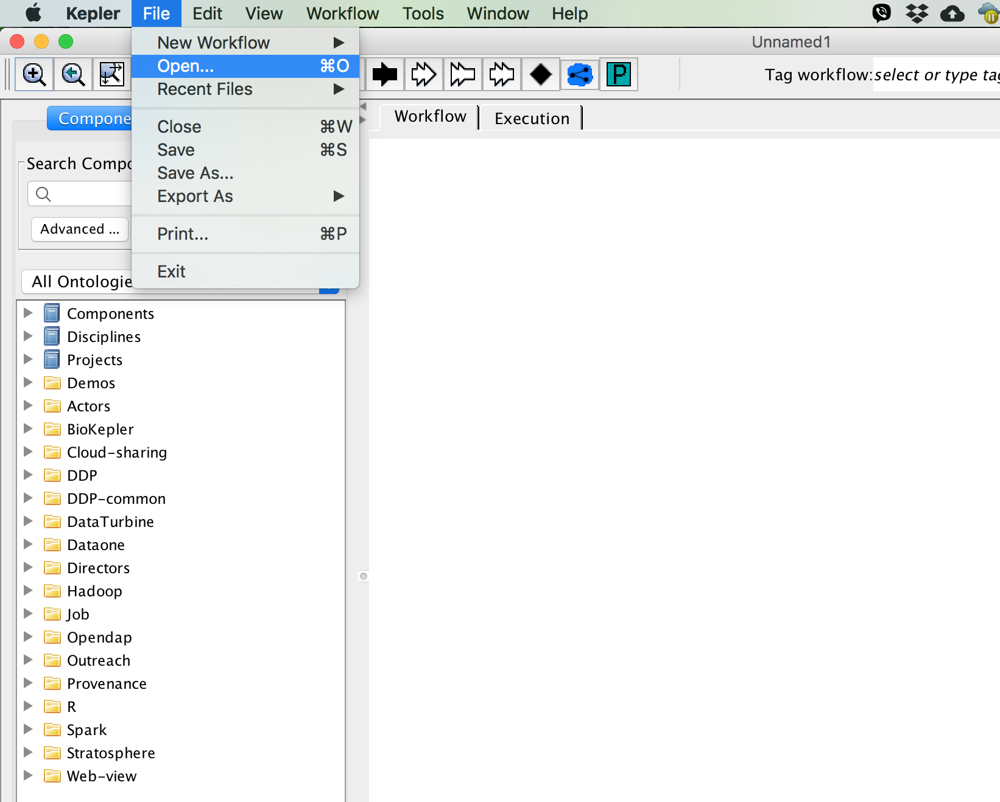 Kepler File Edit View Workflow Tools Window Help
Unnamed1
New Workflow
Open... ⌘O
Recent Files
Close ⌘W
Save ⌘S
Save As...
Export As
Print... ⌘P
Exit
P
Tag workflow: select or type tag
Compone
Workflow
Execution
Search Compo
Advanced ...
All Ontologie
Components
Disciplines
Projects
Demos
Actors
BioKepler
Cloud-sharing
DDP
DDP-common
DataTurbine
Dataone
Directors
Hadoop
Job
Opendap
Outreach
Provenance
R
Spark
Stratosphere
Web-view